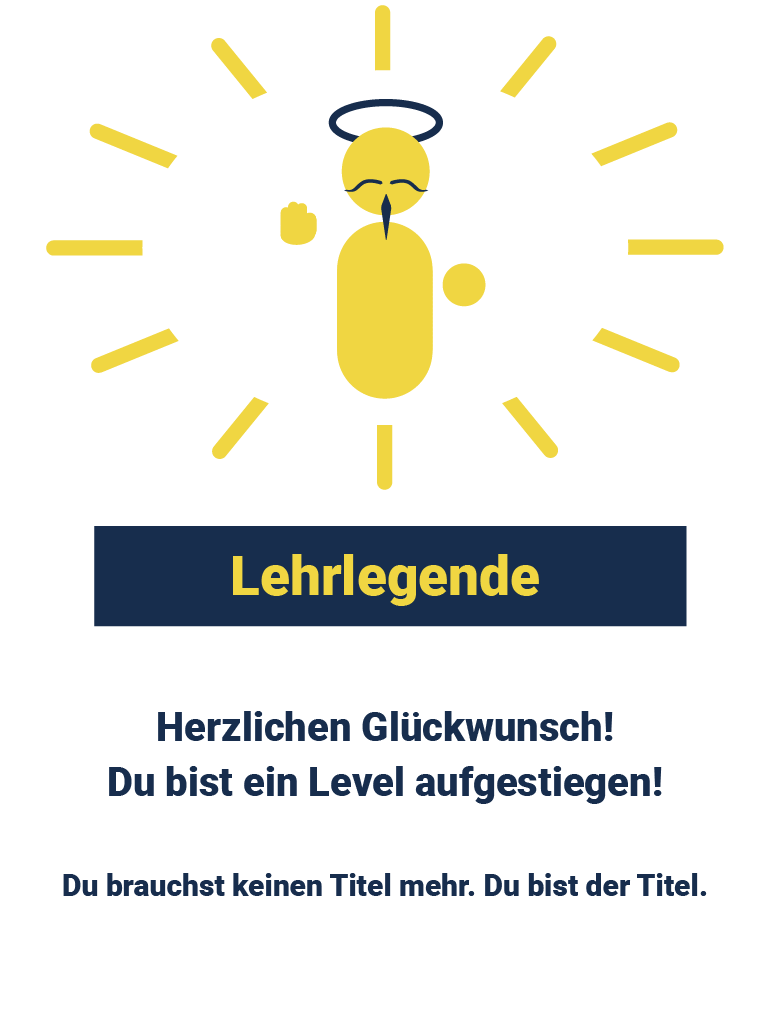 Lehrlegende
Herzlichen Glückwunsch!
Du bist ein Level aufgestiegen!
Du brauchst keinen Titel mehr. Du bist der Titel.